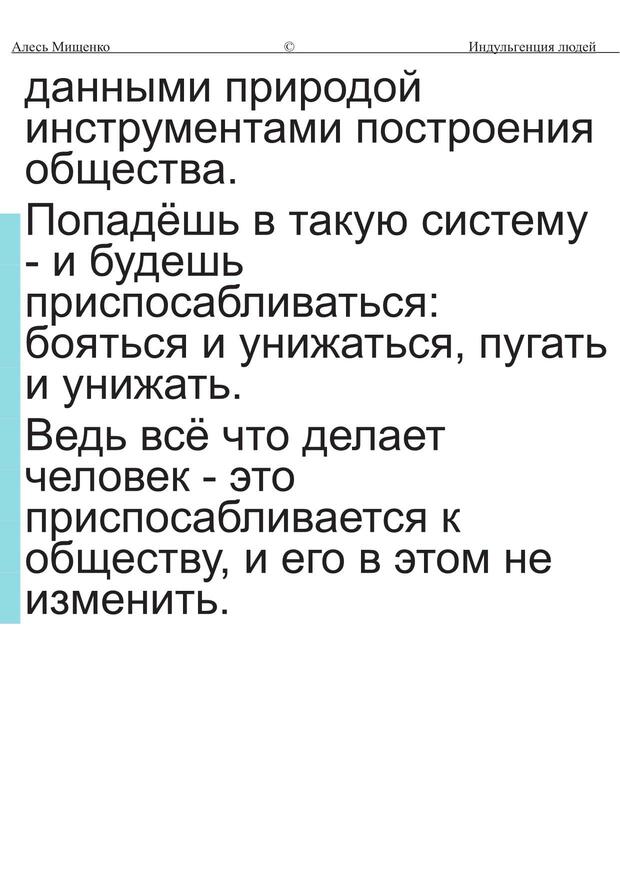 Алесь Мищенко © Индульгенция людей
данными природой
инструментами построения
общества.
Попадёшь в такую систему
- и будешь
приспосабливаться:
бояться и унижаться, пугать
и унижать.
Ведь всё что делает
человек - это
приспосабливается к
обществу, и его в этом не
изменить.